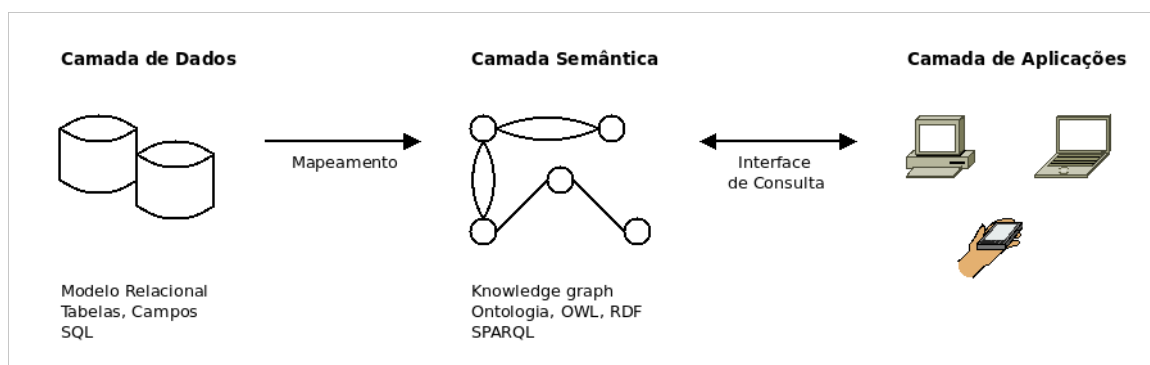 Camada de Dados
Camada Semântica
Camada de Aplicações
Mapeamento
Interface
de Consulta
Modelo Relacional
Tabelas, Campos
SQL
Knowledge graph
Ontologia, OWL, RDF
SPARQL